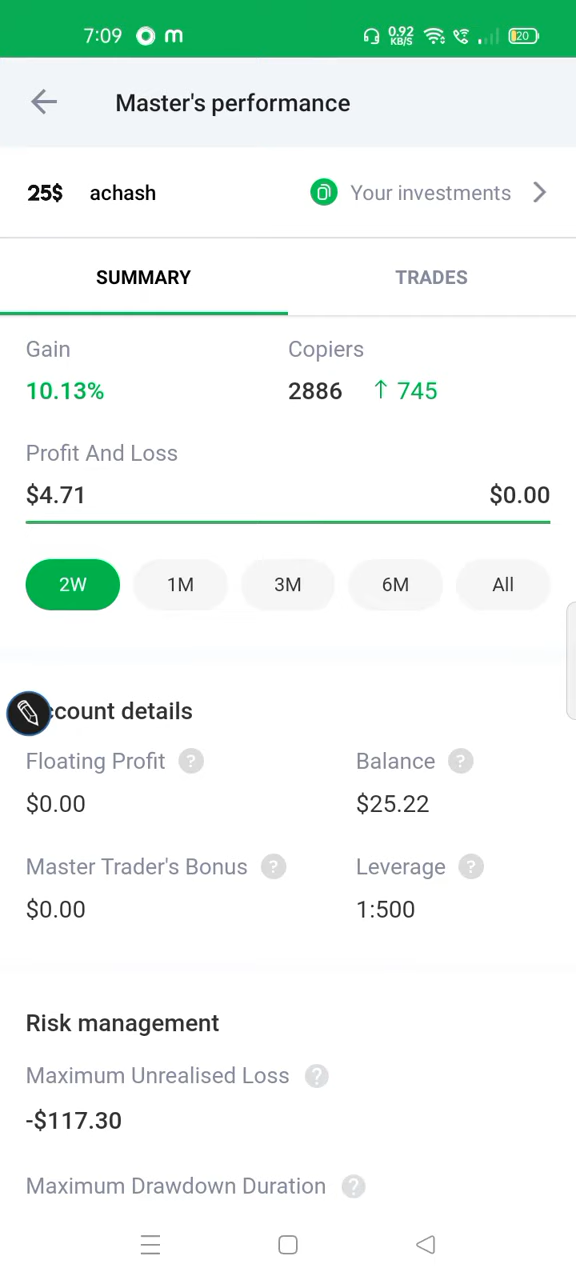 7:09 m 0.92 KB/S 20
Master's performance
25$ achash Your investments
SUMMARY TRADES
Gain Copiers
10.13% 2886 ↑ 745
Profit And Loss
$4.71 $0.00
2W 1M 3M 6M All
ccount details
Floating Profit ? Balance ?
$0.00 $25.22
Master Trader's Bonus ? Leverage ?
$0.00 1:500
Risk management
Maximum Unrealised Loss ?
-$117.30
Maximum Drawdown Duration ?